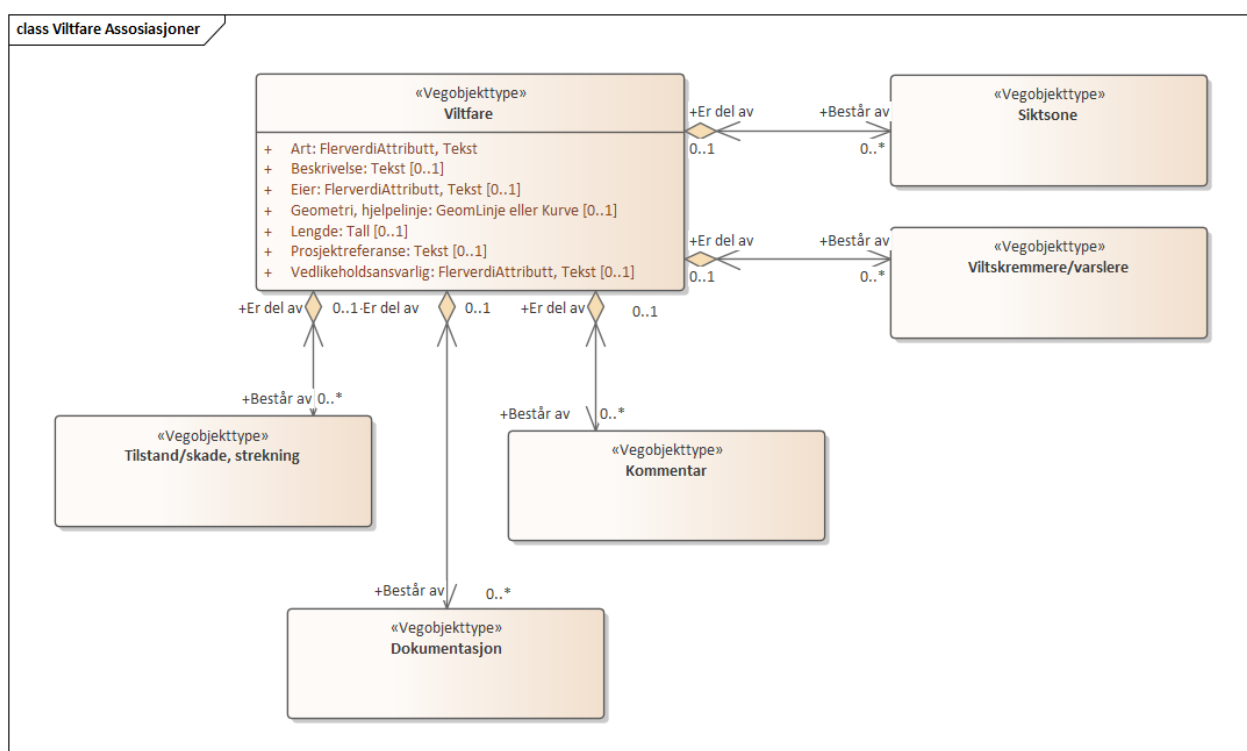 class Viltfare Assosiasjoner
«Vegobjekttype»
Viltfare
+ Art: FlerverdiAttributt, Tekst
+ Beskrivelse: Tekst [0..1]
+ Eier: FlerverdiAttributt, Tekst [0..1]
+ Geometri, hjelpelinje: GeomLinje eller Kurve [0..1]
+ Lengde: Tall [0..1]
+ Prosjektreferanse: Tekst [0..1]
+ Vedlikeholdsansvarlig: FlerverdiAttributt, Tekst [0..1]
+Er del av +Består av
0..1 0..*
«Vegobjekttype»
Siktsone
+Er del av +Består av
0..1 0..*
«Vegobjekttype»
Viltskremmere/varslere
+Er del av 0..1 ·Er del av 0..1 +Er del av 0..1
+Består av 0..*
«Vegobjekttype»
Tilstand/skade, strekning
+Består av 0..*
«Vegobjekttype»
Kommentar
+Består av 0..*
«Vegobjekttype»
Dokumentasjon